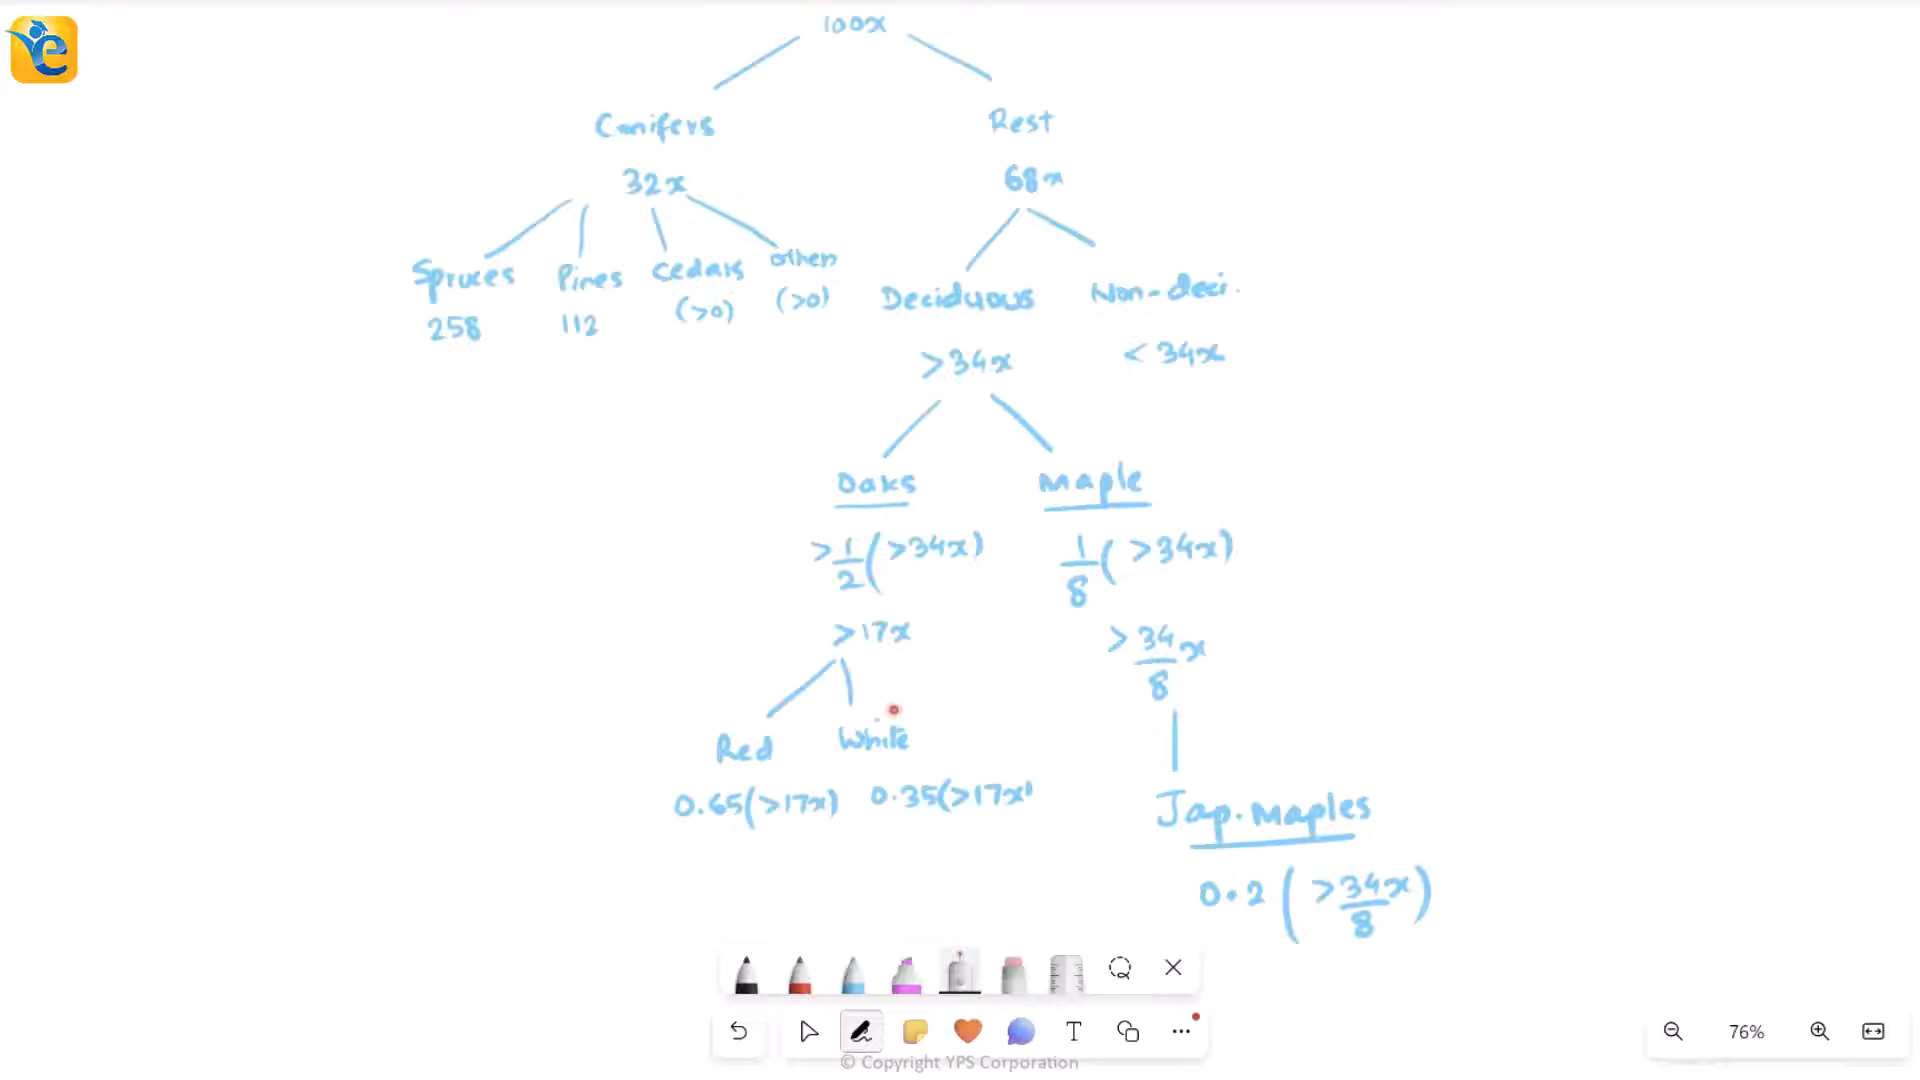 100x
Conifers Rest
32x 68x
Spruces Pines Cedars others Deciduous Non-deci.
258 112 (>0) (>0)
>34x <34x
Oaks Maple
>1/2(>34x) 1/8(>34x)
>17x >34/8x
Red White
0.65(>17x) 0.35(>17x)
Jap. Maples
0.2(>34x/8)
76%
© Copyright YPS Corporation